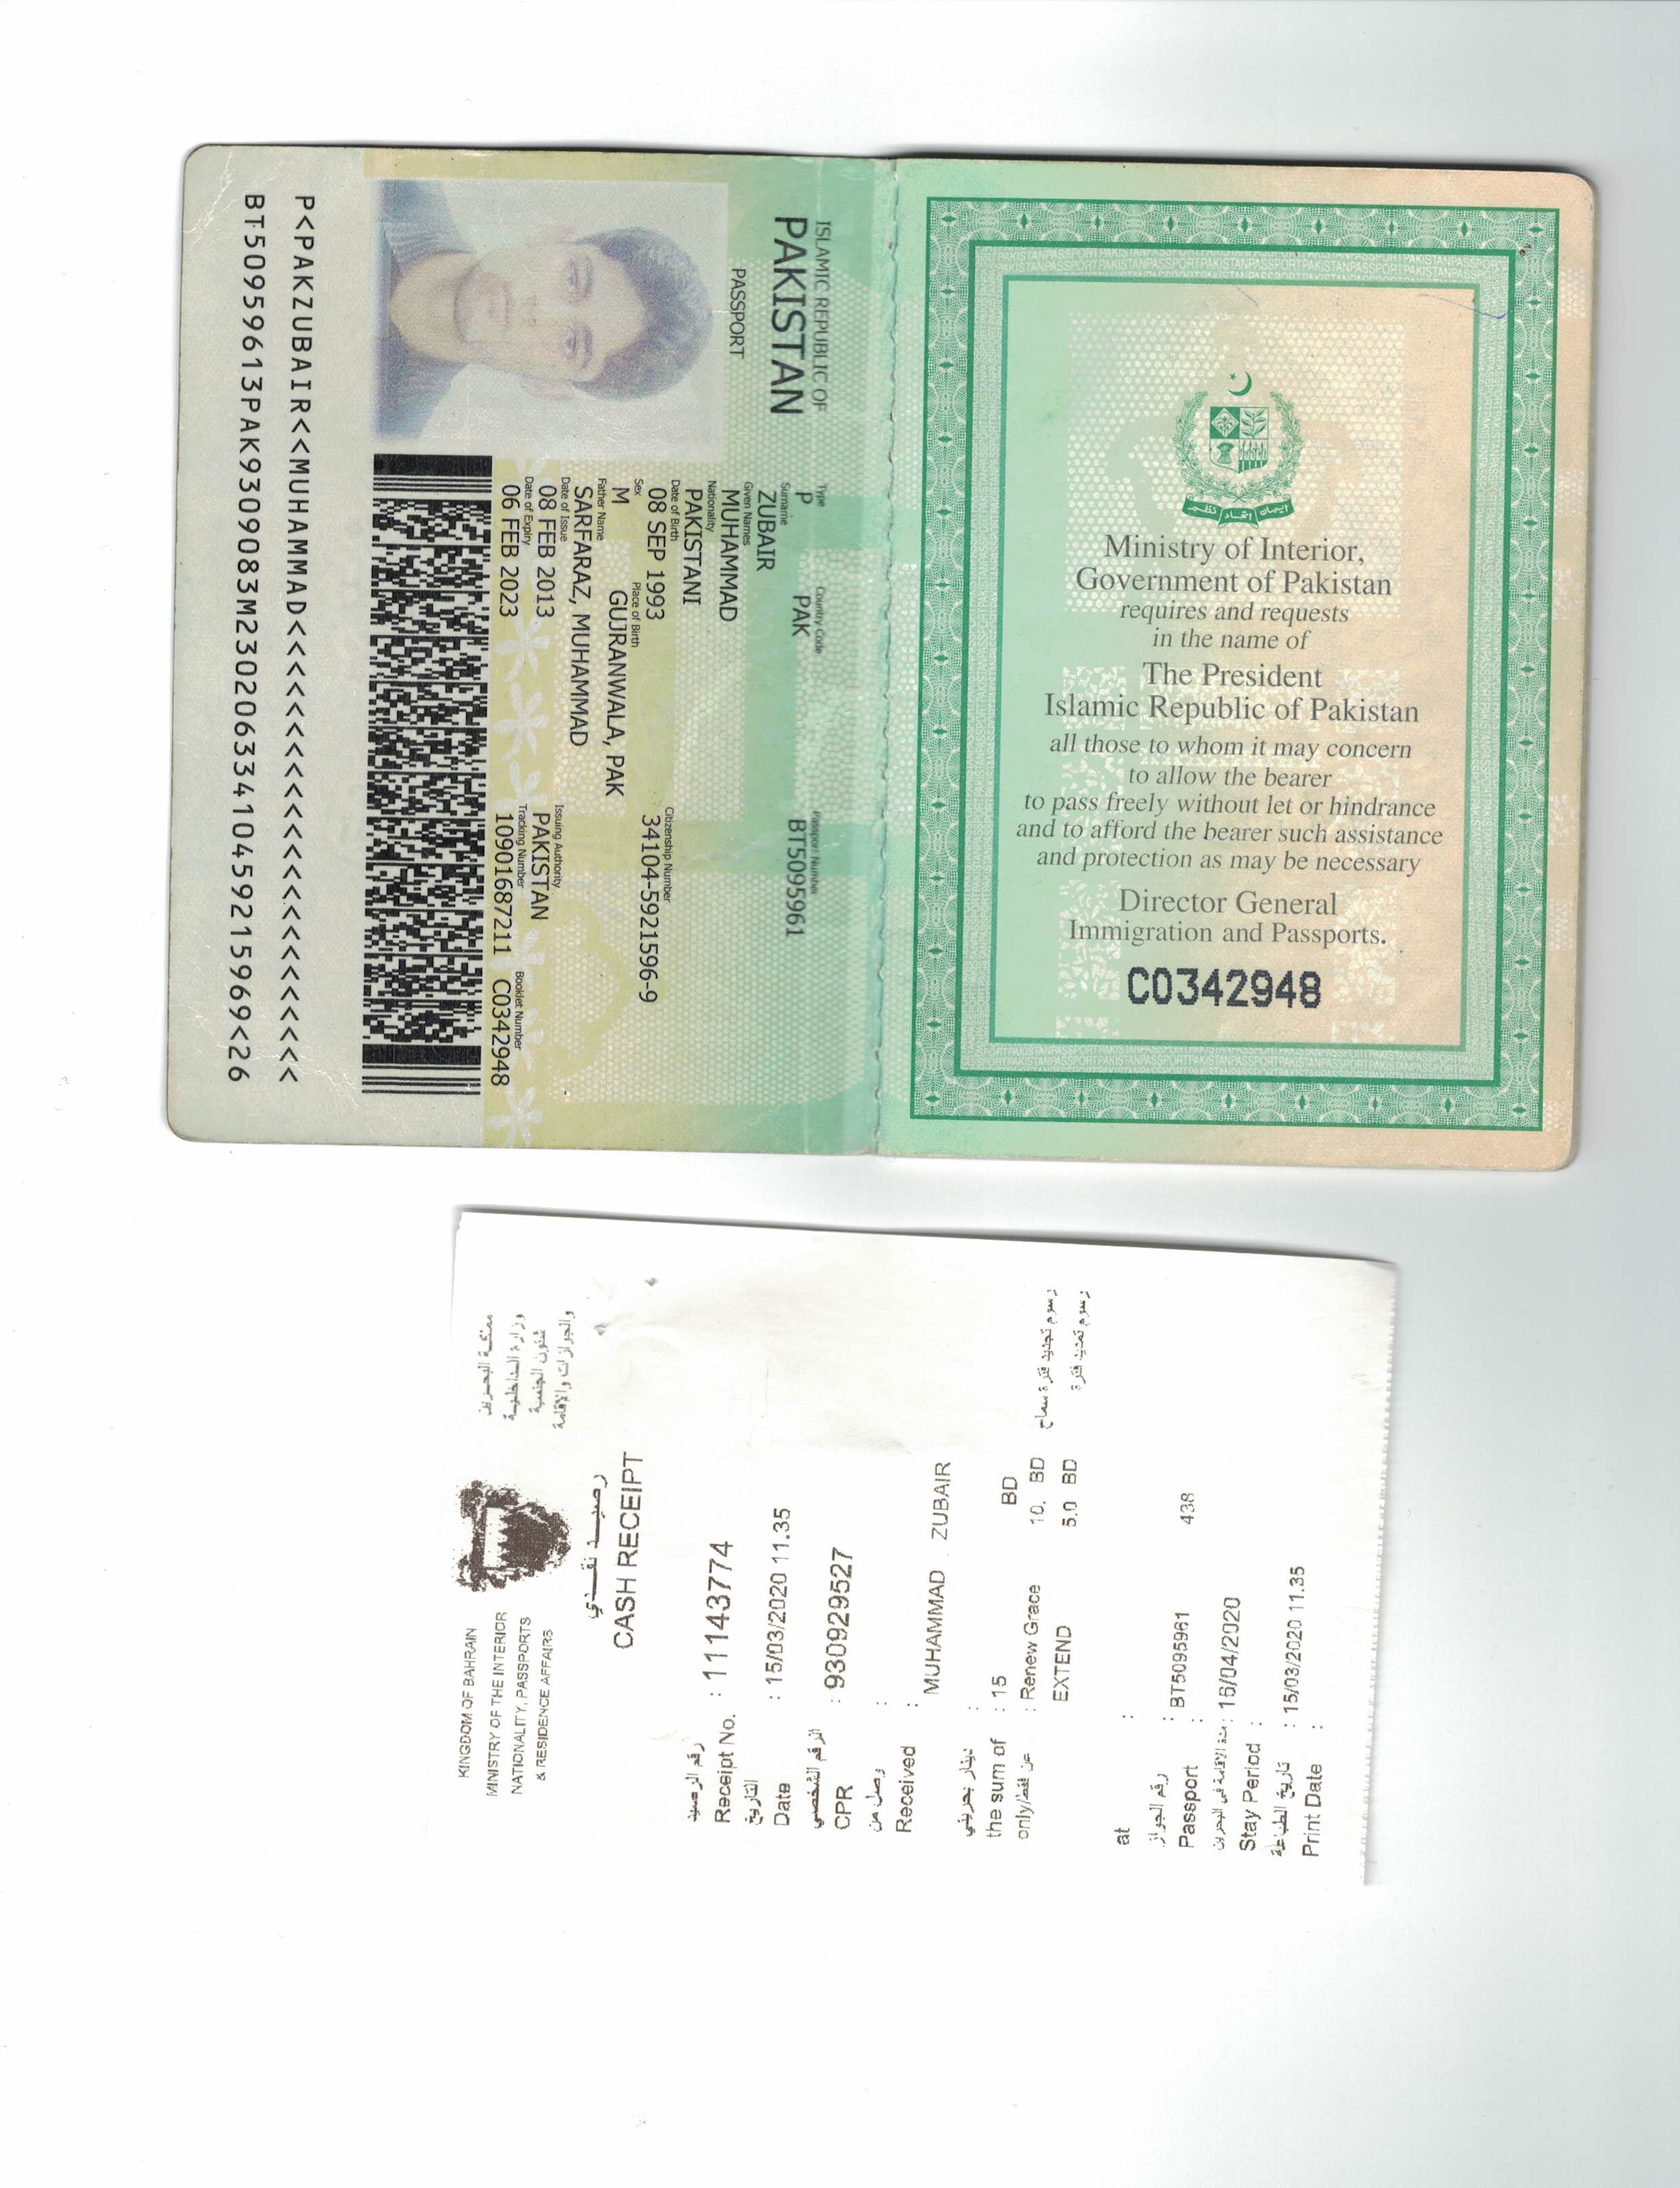 Ministry of Interior,
Government of Pakistan
requires and requests
in the name of
The President
Islamic Republic of Pakistan
all those to whom it may concern
to allow the bearer
to pass freely without let or hindrance
and to afford the bearer such assistance
and protection as may be necessary
Director General
Immigration and Passports.
C0342948
ISLAMIC REPUBLIC OF
PAKISTAN
PASSPORT
Type Country Code Passport Number
P PAK BT5095961
Surname
ZUBAIR
Given Names
MUHAMMAD
Nationality
PAKISTANI
Date of Birth Citizenship Number
08 SEP 1993 34104-5921596-9
Sex Place of Birth
M GUJRANWALA, PAK
Father Name
SARFARAZ, MUHAMMAD
Date of Issue Issuing Authority
08 FEB 2013 PAKISTAN
Date of Expiry Tracking Number Booklet Number
06 FEB 2023 10901687211 C0342948
P<PAKZUBAIR<<MUHAMMAD<<<<<<<<<<<<<<<<<<<<<<<
BT50959613PAK9309083M23020633410459215969<26
KINGDOM OF BAHRAIN مملكة البحرين
MINISTRY OF THE INTERIOR وزارة الداخلية
NATIONALITY, PASSPORTS شئون الجنسية
& RESIDENCE AFFAIRS والجوازات والإقامة
رصيد نقدي
CASH RECEIPT
رقم الرصيد
Receipt No. : 11143774
التاريخ
Date : 15/03/2020 11.35
الرقم الشخصي
CPR : 930929527
وصل من :
Received :
MUHAMMAD . ZUBAIR
دينار بحريني :
the sum of : 15 BD
only/عن فقط : Renew Grace 10. BD رسوم تجديد فترة سماح
EXTEND 5.0 BD رسوم تمديد فترة
at :
رقم الجواز :
Passport : BT5095961 438
مدة الإقامة في البحرين : 16/04/2020
Stay Period :
تاريخ الطباعة : 15/03/2020 11.35
Print Date :